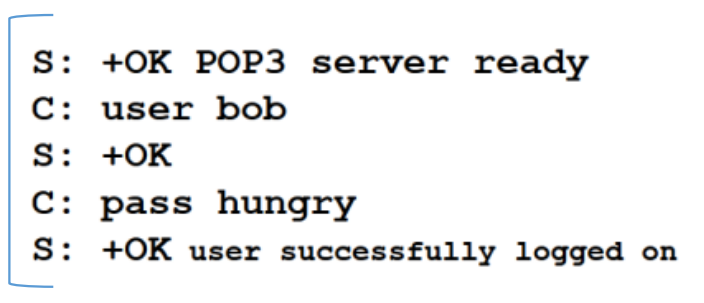 S: +OK POP3 server ready
C: user bob
S: +OK
C: pass hungry
S: +OK user successfully logged on